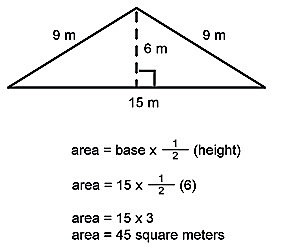 9 m 9 m
6 m
15 m
area = base x 1/2 (height)
area = 15 x 1/2 (6)
area = 15 x 3
area = 45 square meters